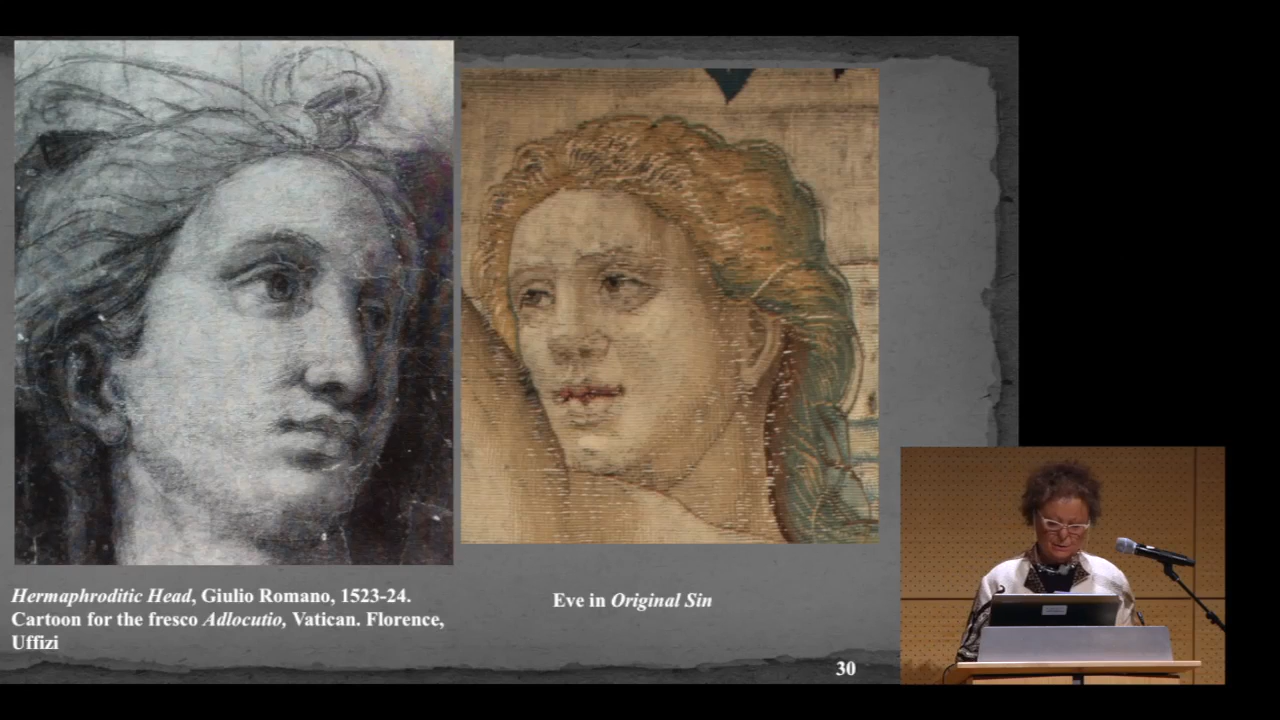 Hermaphroditic Head, Giulio Romano, 1523-24.
Cartoon for the fresco Adlocutio, Vatican. Florence,
Uffizi
Eve in Original Sin
30